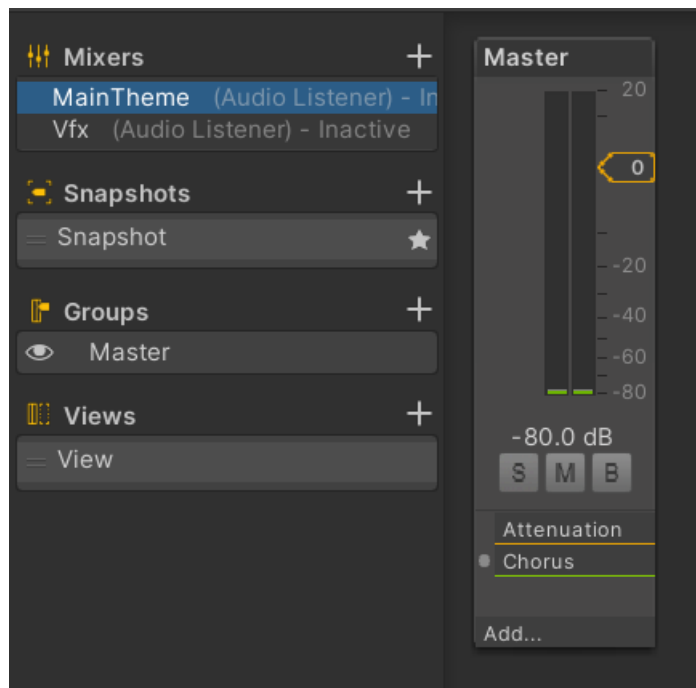 Mixers
MainTheme (Audio Listener) - In
Vfx (Audio Listener) - Inactive
Snapshots
Snapshot
Groups
Master
Views
View
Master
20
0
-20
-40
-60
-80
-80.0 dB
S M B
Attenuation
Chorus
Add...